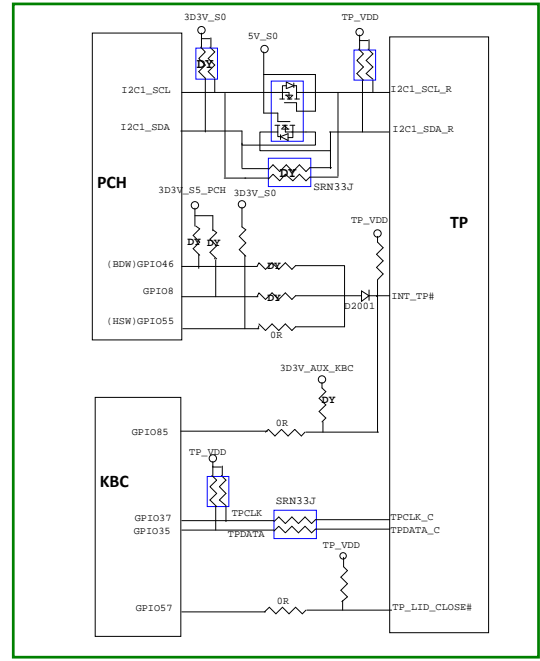 3D3V_S0
5V_S0
TP_VDD
DY
I2C1_SCL
I2C1_SCL_R
I2C1_SDA
I2C1_SDA_R
DY
SRN33J
PCH
TP
3D3V_S5_PCH
3D3V_S0
TP_VDD
DY
DY
(BDW)GPIO46
DY
GPIO8
DY
D2001
INT_TP#
(HSW)GPIO55
0R
3D3V_AUX_KBC
DY
GPIO85
0R
TP_VDD
KBC
SRN33J
GPIO37
TPCLK
TPCLK_C
GPIO35
TPDATA
TPDATA_C
TP_VDD
GPIO57
0R
TP_LID_CLOSE#